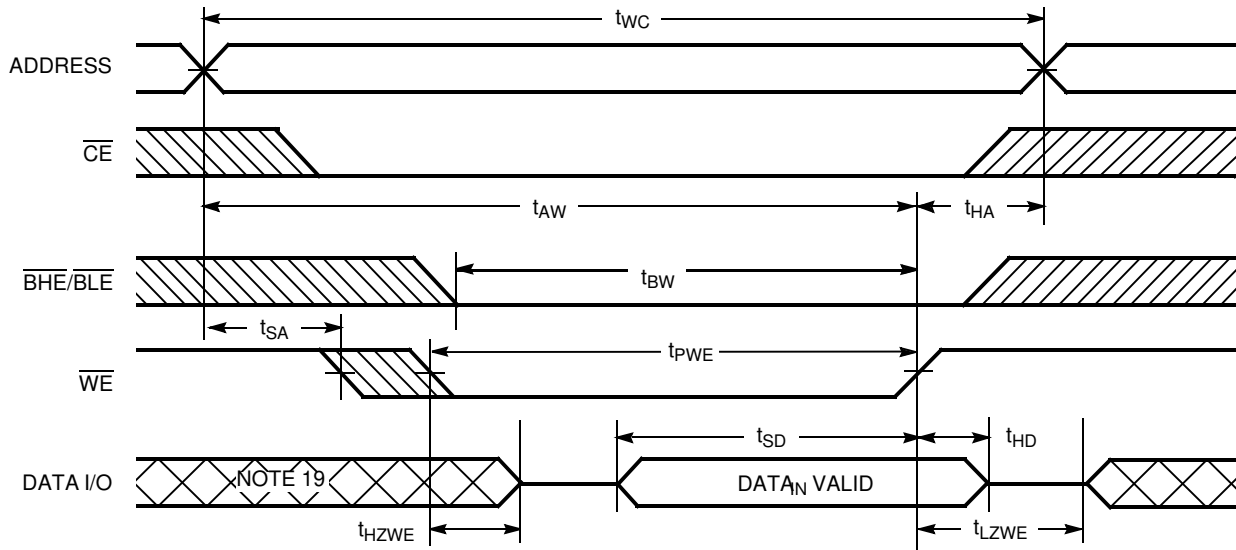 tWC
ADDRESS
CE
tAW
tHA
BHE/BLE
tBW
tSA
tPWE
WE
tSD
tHD
DATA I/O
NOTE 19
DATAIN VALID
tHZWE
tLZWE